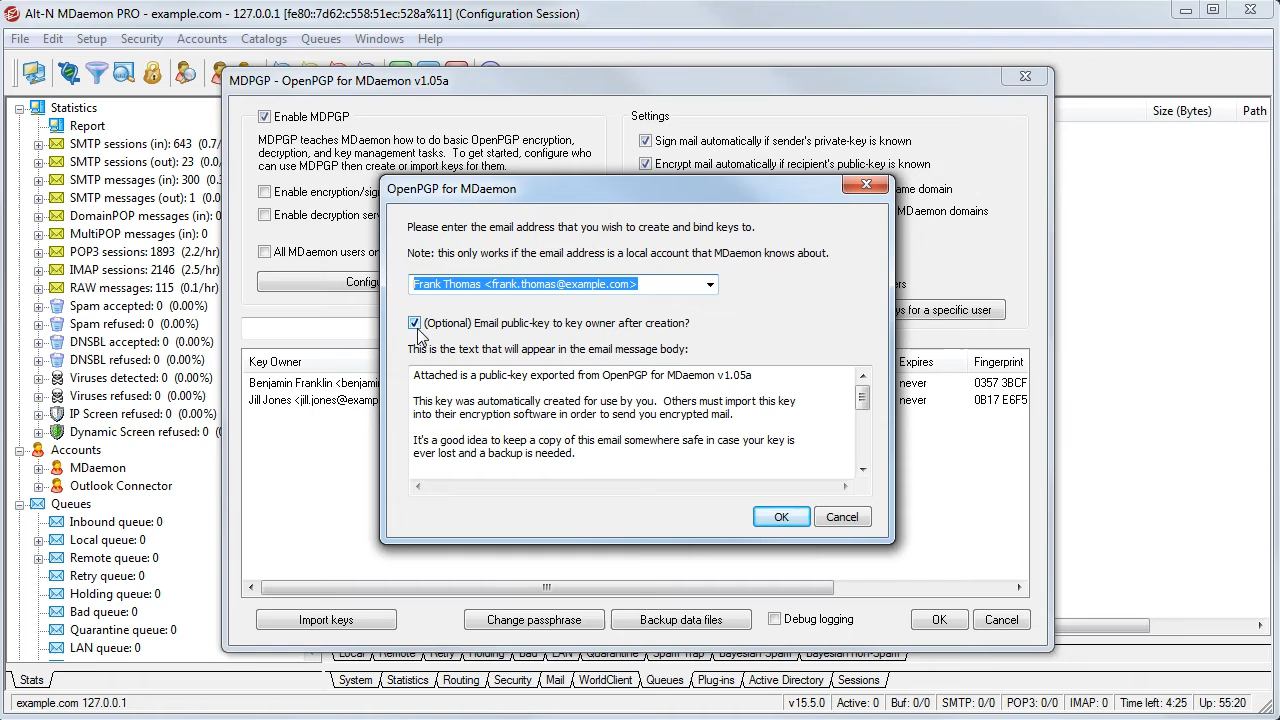 Alt-N MDaemon PRO - example.com - 127.0.0.1 [fe80::7d62:c558:51ec:528a%11] (Configuration Session)
File Edit Setup Security Accounts Catalogs Queues Windows Help
MDPGP - OpenPGP for MDaemon v1.05a
Statistics
Report
SMTP sessions (in): 643 (0.7/
SMTP sessions (out): 23 (0.
SMTP messages (in): 300 (0.3
SMTP messages (out): 1 (0.
DomainPOP messages (in): 0
MultiPOP messages (in): 0
POP3 sessions: 1893 (2.2/hr)
IMAP sessions: 2146 (2.5/hr)
RAW messages: 115 (0.1/hr)
Spam accepted: 0 (0.00%)
Spam refused: 0 (0.00%)
DNSBL accepted: 0 (0.00%)
DNSBL refused: 0 (0.00%)
Viruses detected: 0 (0.00%)
Viruses refused: 0 (0.00%)
IP Screen refused: 0 (0.00%)
Dynamic Screen refused: 0 (
Accounts
MDaemon
Outlook Connector
Queues
Inbound queue: 0
Local queue: 0
Remote queue: 0
Retry queue: 0
Holding queue: 0
Bad queue: 0
Quarantine queue: 0
LAN queue: 0
Size (Bytes) Path
Enable MDPGP
MDPGP teaches MDaemon how to do basic OpenPGP encryption,
decryption, and key management tasks. To get started, configure who
can use MDPGP then create or import keys for them.
Enable encryption/sig
Enable decryption serv
All MDaemon users or
Config
Settings
Sign mail automatically if sender's private-key is known
Encrypt mail automatically if recipient's public-key is known
ame domain
MDaemon domains
ers
ys for a specific user
Key Owner Expires Fingerprint
Benjamin Franklin <benjam never 0357 3BCF
Jill Jones <jill.jones@examp never 0B17 E6F5
OpenPGP for MDaemon
Please enter the email address that you wish to create and bind keys to.
Note: this only works if the email address is a local account that MDaemon knows about.
Frank Thomas <frank.thomas@example.com>
(Optional) Email public-key to key owner after creation?
This is the text that will appear in the email message body:
Attached is a public-key exported from OpenPGP for MDaemon v1.05a
This key was automatically created for use by you. Others must import this key
into their encryption software in order to send you encrypted mail.
It's a good idea to keep a copy of this email somewhere safe in case your key is
ever lost and a backup is needed.
OK Cancel
Import keys Change passphrase Backup data files Debug logging OK Cancel
Local Remote Retry Holding Bad LAN Quarantine Spam Trap Bayesian Spam Bayesian Non-Spam
Stats System Statistics Routing Security Mail WorldClient Queues Plug-ins Active Directory Sessions
example.com 127.0.0.1 v15.5.0 Active: 0 Buf: 0/0 SMTP: 0/0 POP3: 0/0 IMAP: 0 Time left: 4:25 Up: 55:20